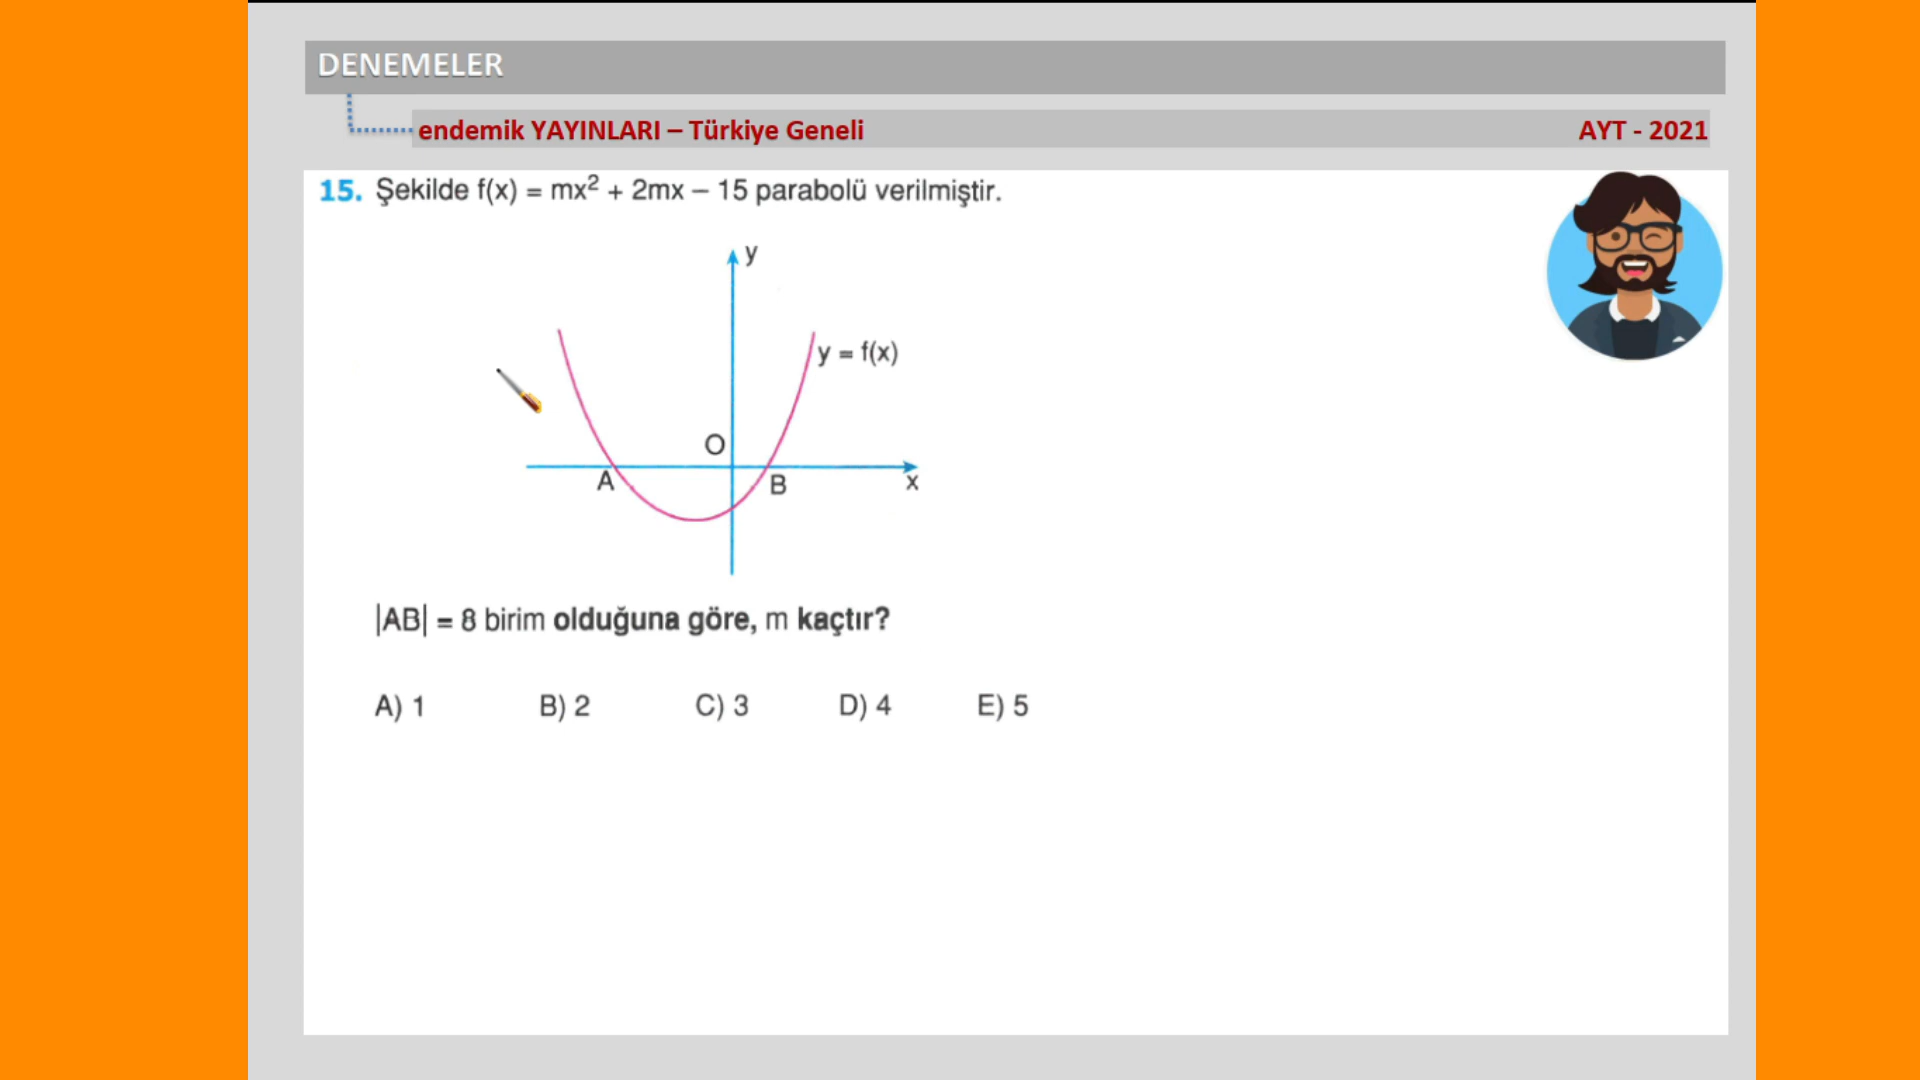 DENEMELER
endemik YAYINLARI – Türkiye Geneli
AYT - 2021
15. Şekilde f(x) = mx² + 2mx – 15 parabolü verilmiştir.
y
y = f(x)
O
A
B
x
|AB| = 8 birim olduğuna göre, m kaçtır?
A) 1 B) 2 C) 3 D) 4 E) 5